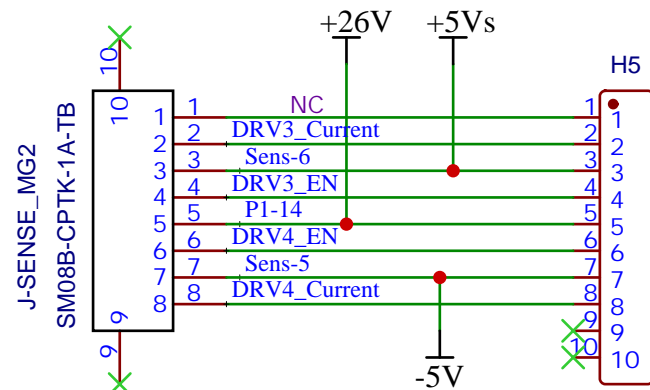 +26V
+5Vs
H5
10
10
J-SENSE_MG2
SM08B-CPTK-1A-TB
1 1 NC 1 1
2 2 DRV3_Current 2 2
3 3 Sens-6 3 3
4 4 DRV3_EN 4 4
5 5 P1-14 5 5
6 6 DRV4_EN 6 6
7 7 Sens-5 7 7
8 8 DRV4_Current 8 8
9
9
9 9
10 10
-5V